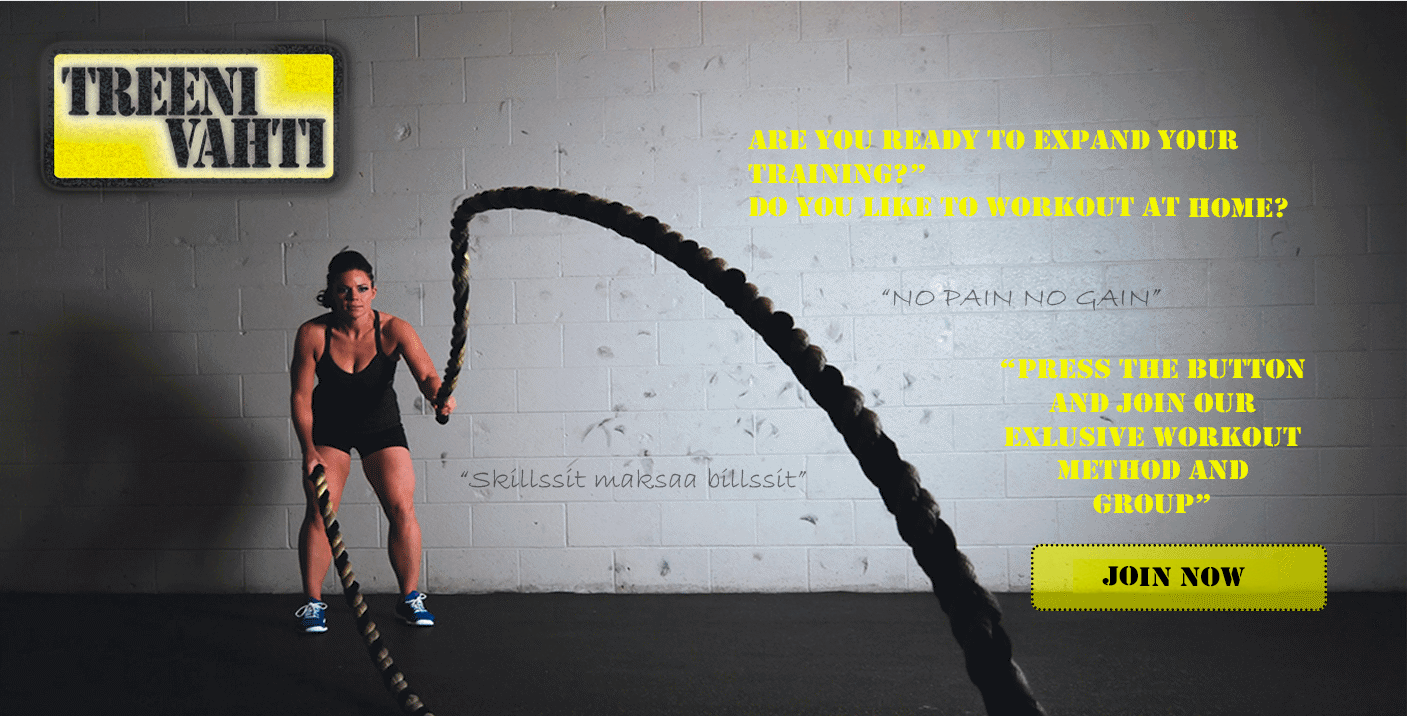 TREENI
VAHTI
ARE YOU READY TO EXPAND YOUR
TRAINING?”
DO YOU LIKE TO WORKOUT AT HOME?
“NO PAIN NO GAIN”
“Skillssit maksaa billssit”
“PRESS THE BUTTON
AND JOIN OUR
EXLUSIVE WORKOUT
METHOD AND
GROUP”
JOIN NOW